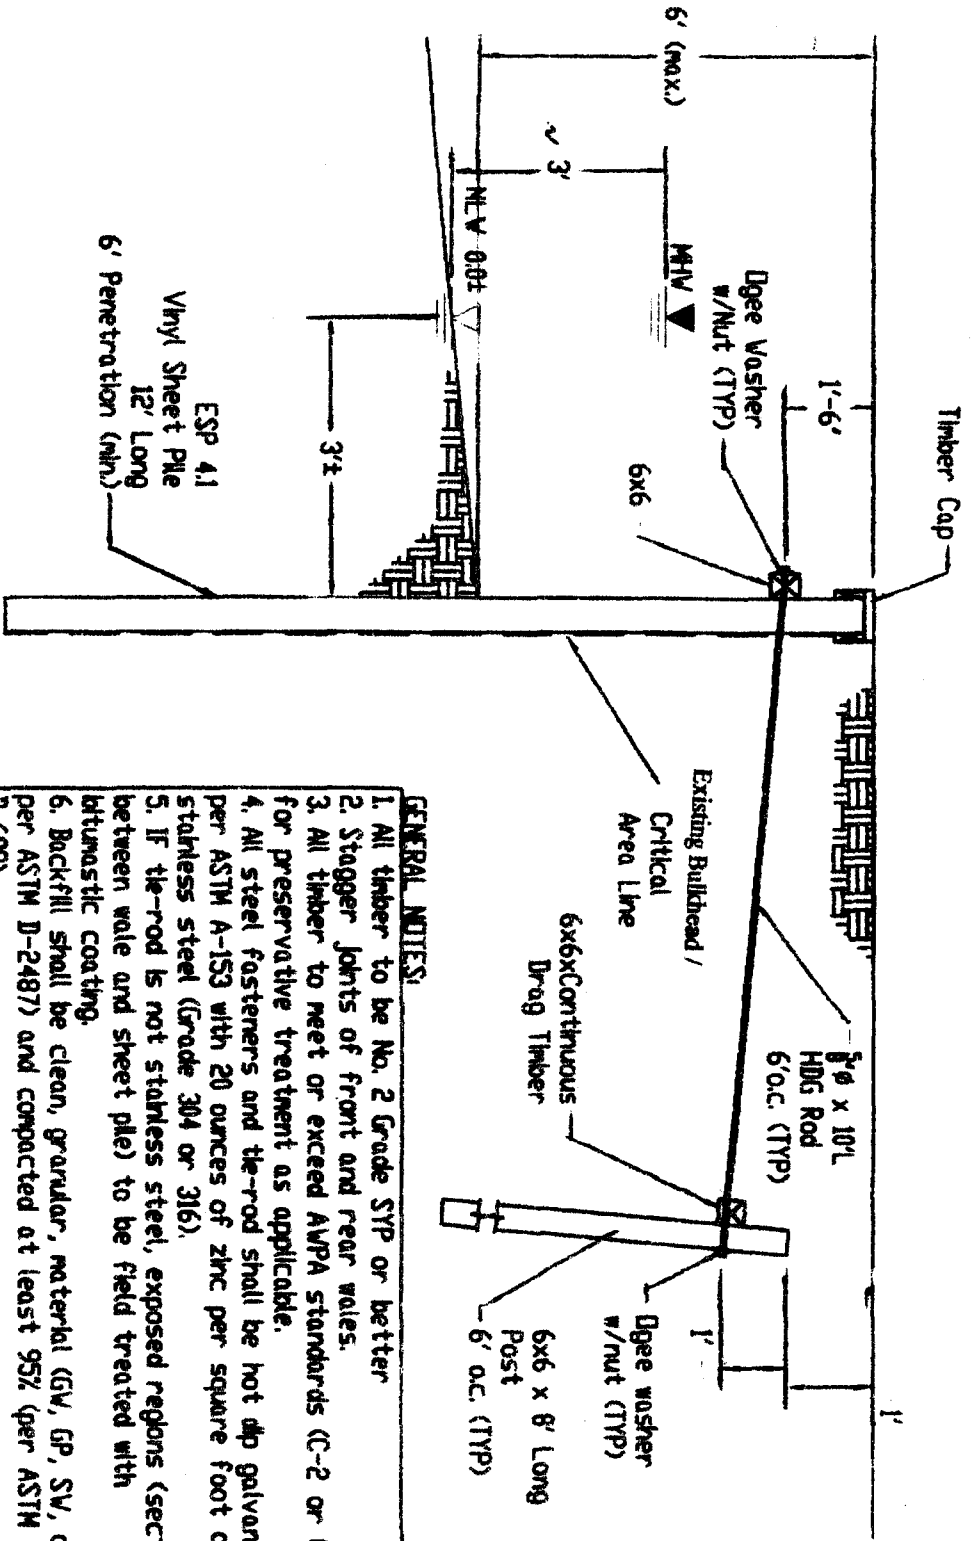 Timber Cap
6' (max.)
1'-6'
Ogee Washer
w/Nut (TYP)
MHW
~ 3'
6x6
NLW 0.0±
3'±
ESP 4.1
Vinyl Sheet Pile
12' Long
6' Penetration (min.)
Existing Bulkhead /
Critical
Area Line
x 10'L
HDG Rod
6'o.c. (TYP)
6x6xContinuous
Drag Timber
1'
1'
Ogee washer
w/nut (TYP)
6x6 x 8' Long
Post
6' o.c. (TYP)
GENERAL NOTES:
1. All timber to be No. 2 Grade SYP or better
2. Stagger joints of front and rear wales.
3. All timber to meet or exceed AWPA standards (C-2 or
for preservative treatment as applicable.
4. All steel fasteners and tie-rod shall be hot dip galvan
per ASTM A-153 with 20 ounces of zinc per square foot
stainless steel (Grade 304 or 316).
5. IF tie-rod is not stainless steel, exposed regions (sec
between wale and sheet pile) to be field treated with
bitumastic coating.
6. Backfill shall be clean, granular, material (GW, GP, SW,
per ASTM D-2487) and compacted at least 95% (per ASTM